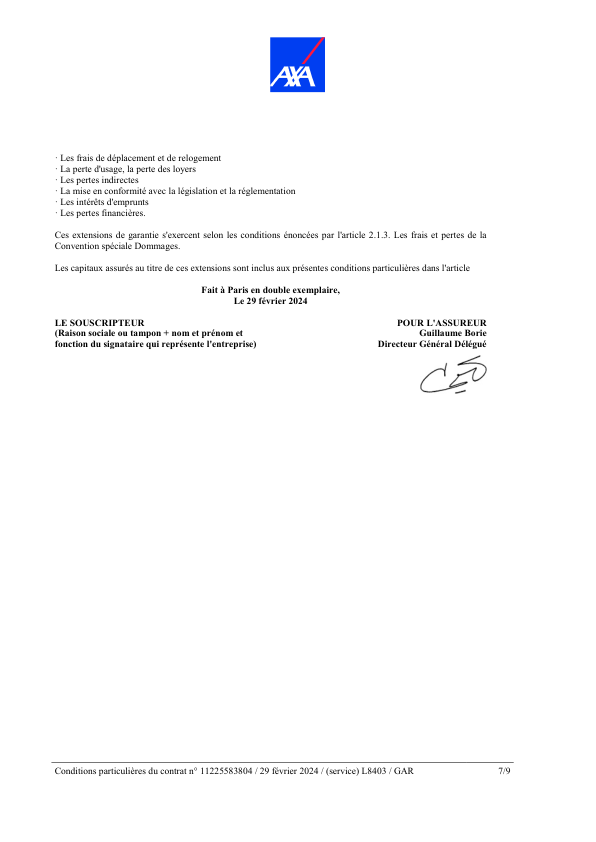 AXA
· Les frais de déplacement et de relogement
· La perte d'usage, la perte des loyers
· Les pertes indirectes
· La mise en conformité avec la législation et la réglementation
· Les intérêts d'emprunts
· Les pertes financières.
Ces extensions de garantie s'exercent selon les conditions énoncées par l'article 2.1.3. Les frais et pertes de la
Convention spéciale Dommages.
Les capitaux assurés au titre de ces extensions sont inclus aux présentes conditions particulières dans l'article
Fait à Paris en double exemplaire,
Le 29 février 2024
LE SOUSCRIPTEUR
(Raison sociale ou tampon + nom et prénom et
fonction du signataire qui représente l'entreprise)
POUR L'ASSUREUR
Guillaume Borie
Directeur Général Délégué
Conditions particulières du contrat n° 11225583804 / 29 février 2024 / (service) L8403 / GAR 7/9